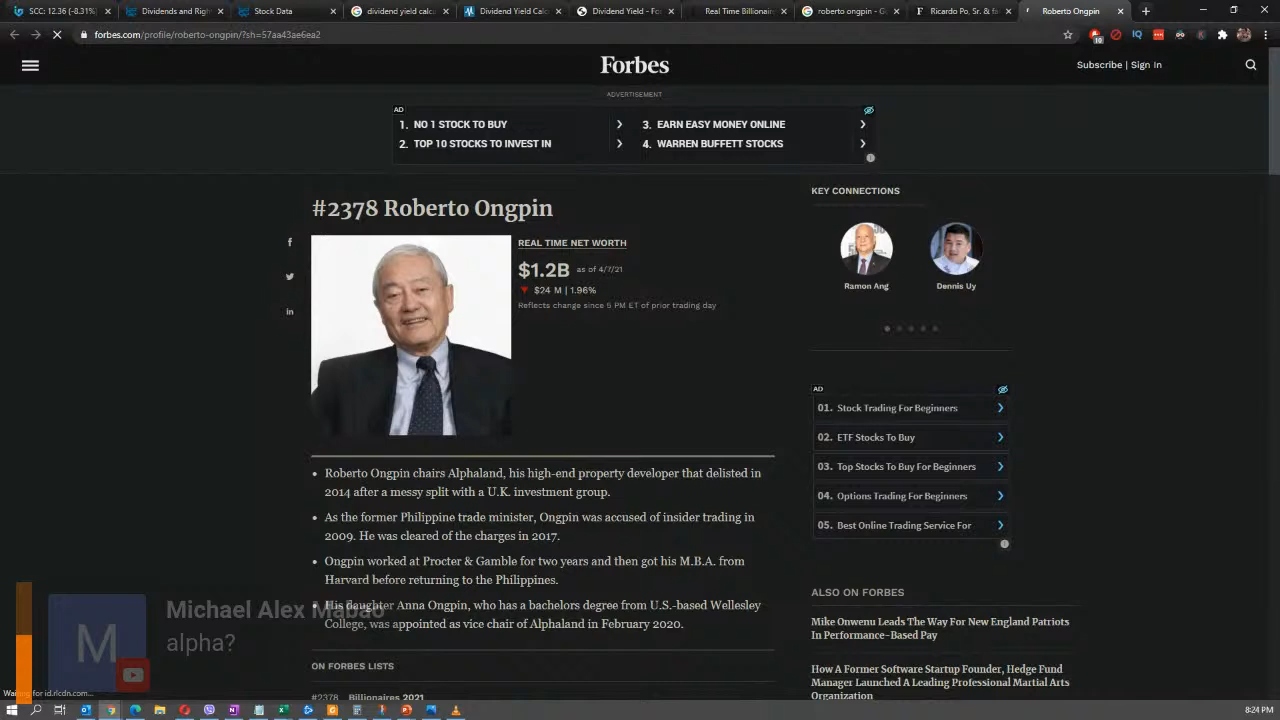 SCC: 12.36 (-8.31%)
Dividends and Righ
Stock Data
dividend yield calcu
Dividend Yield Calc
Dividend Yield - Fo
Real Time Billionaire
roberto ongpin - G
Ricardo Po, Sr. & fa
Roberto Ongpin
forbes.com/profile/roberto-ongpin/?sh=57aa43ae6ea2
10
Forbes
Subscribe | Sign In
ADVERTISEMENT
AD
1. NO 1 STOCK TO BUY
3. EARN EASY MONEY ONLINE
2. TOP 10 STOCKS TO INVEST IN
4. WARREN BUFFETT STOCKS
#2378 Roberto Ongpin
REAL TIME NET WORTH
$1.2B as of 4/7/21
$24 M | 1.96%
Reflects change since 5 PM ET of prior trading day
KEY CONNECTIONS
Ramon Ang
Dennis Uy
AD
01. Stock Trading For Beginners
02. ETF Stocks To Buy
03. Top Stocks To Buy For Beginners
04. Options Trading For Beginners
05. Best Online Trading Service For
Roberto Ongpin chairs Alphaland, his high-end property developer that delisted in
2014 after a messy split with a U.K. investment group.
As the former Philippine trade minister, Ongpin was accused of insider trading in
2009. He was cleared of the charges in 2017.
Ongpin worked at Procter & Gamble for two years and then got his M.B.A. from
Harvard before returning to the Philippines.
His daughter Anna Ongpin, who has a bachelors degree from U.S.-based Wellesley
College, was appointed as vice chair of Alphaland in February 2020.
ON FORBES LISTS
#2378 Billionaires 2021
ALSO ON FORBES
Mike Onwenu Leads The Way For New England Patriots
In Performance-Based Pay
How A Former Software Startup Founder, Hedge Fund
Manager Launched A Leading Professional Martial Arts
Organization
M
Michael Alex Mabao
alpha?
Waiting for id.rlcdn.com...
8:24 PM